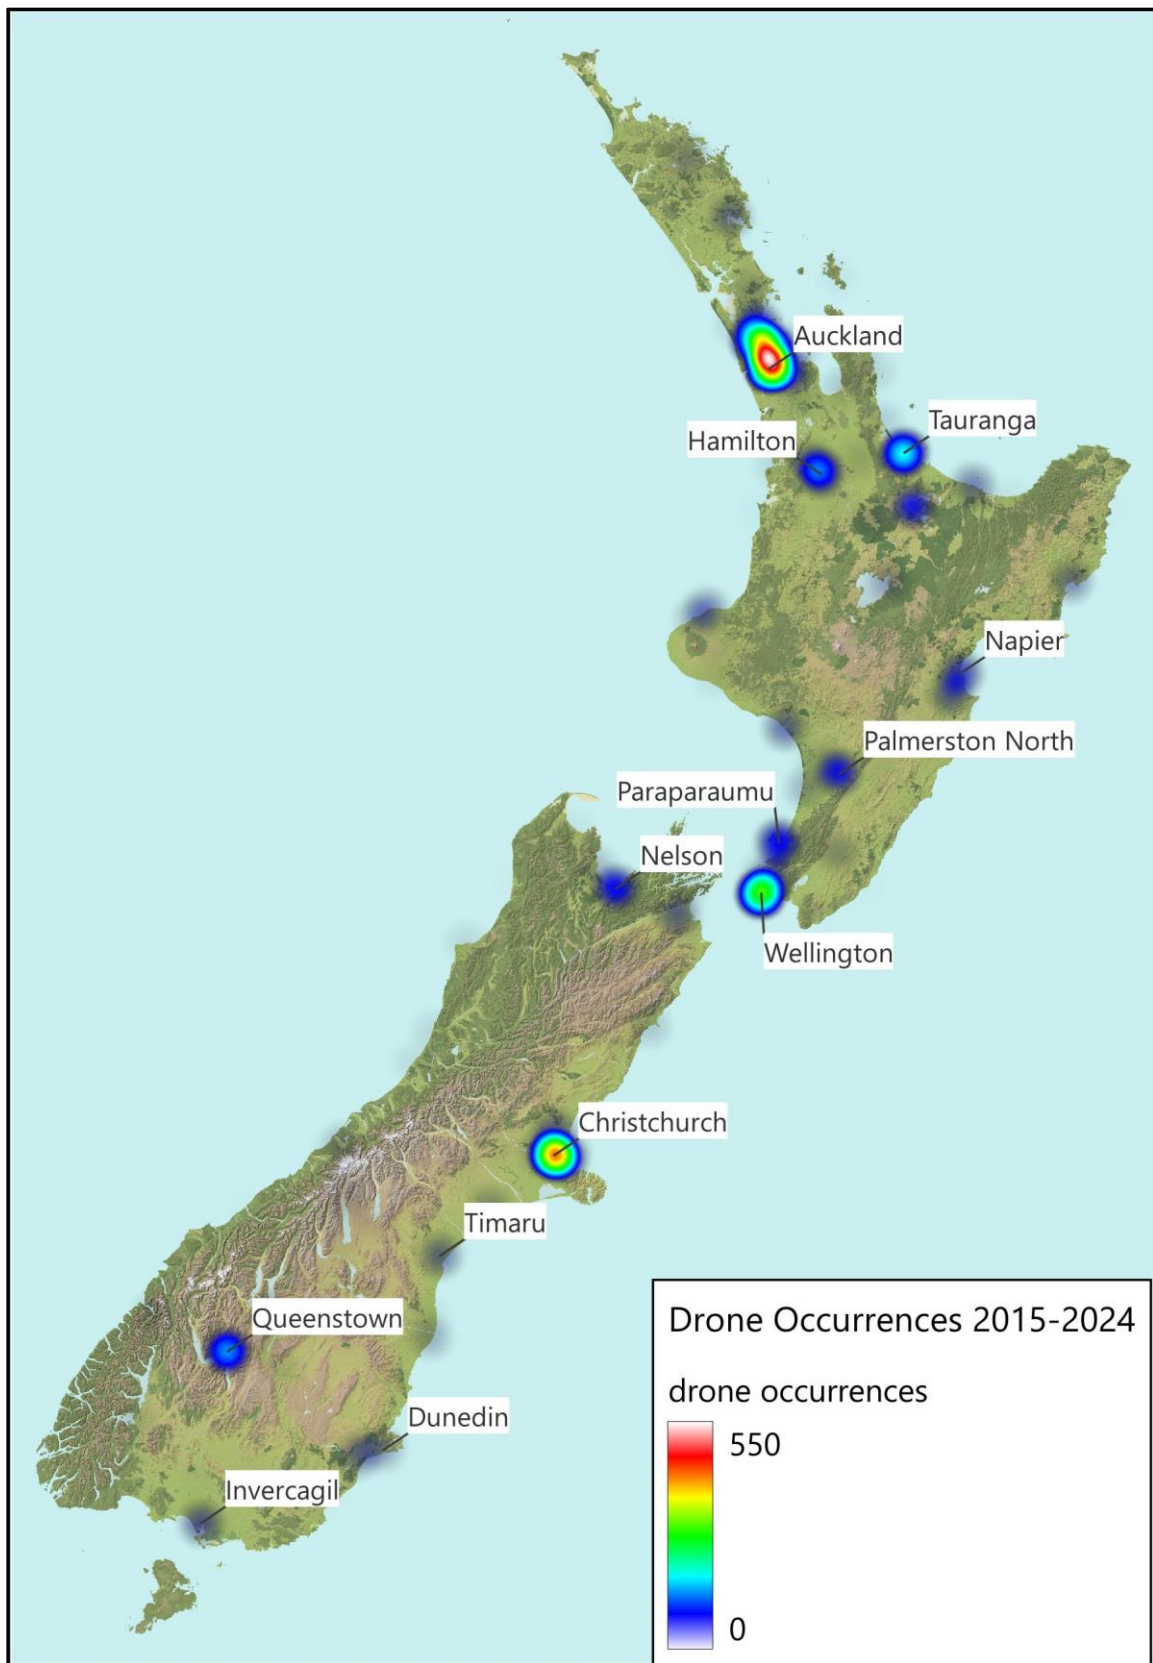 Auckland
Tauranga
Hamilton
Napier
Palmerston North
Paraparaumu
Nelson
Wellington
Christchurch
Timaru
Queenstown
Dunedin
Invercagil
Drone Occurrences 2015-2024
drone occurrences
550
0